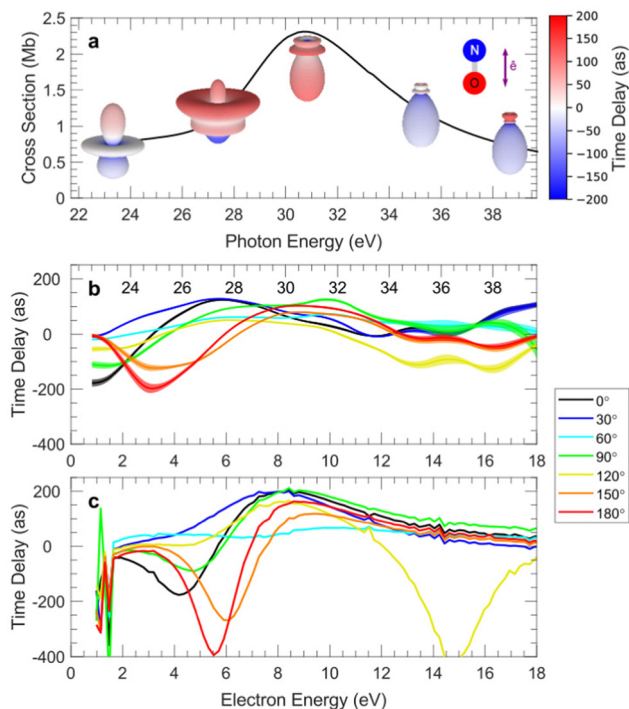 a
Cross Section (Mb)
2.5
2
1.5
1
0.5
0
22 24 26 28 30 32 34 36 38
Photon Energy (eV)
N
O
ê
200
150
100
50
0
−50
−100
−150
−200
Time Delay (as)
b
24 26 28 30 32 34 36 38
Time Delay (as)
200
0
-200
-400
0 2 4 6 8 10 12 14 16 18
c
Time Delay (as)
200
0
-200
-400
0 2 4 6 8 10 12 14 16 18
Electron Energy (eV)
0°
30°
60°
90°
120°
150°
180°